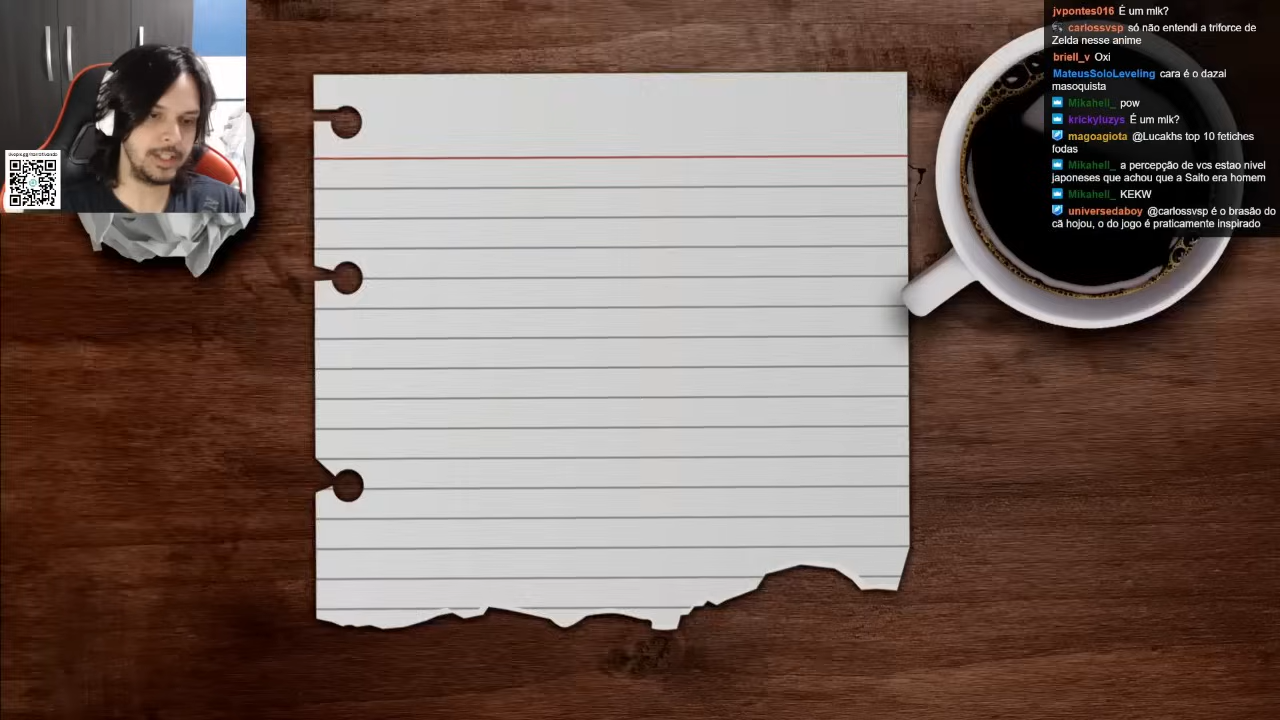 jvpontes016 É um mlk?
carlossvsp só não entendi a triforce de
Zelda nesse anime
briell_v Oxi
MateusSoloLeveling cara é o dazai
masoquista
Mikahell_ pow
krickyluzys É um mlk?
magoagiota @Lucakhs top 10 fetiches
fodas
Mikahell_ a percepção de vcs estao nivel
japoneses que achou que a Saito era homem
Mikahell_ KEKW
universedaboy @carlossvsp é o brasão do
cã hojou, o do jogo é praticamente inspirado